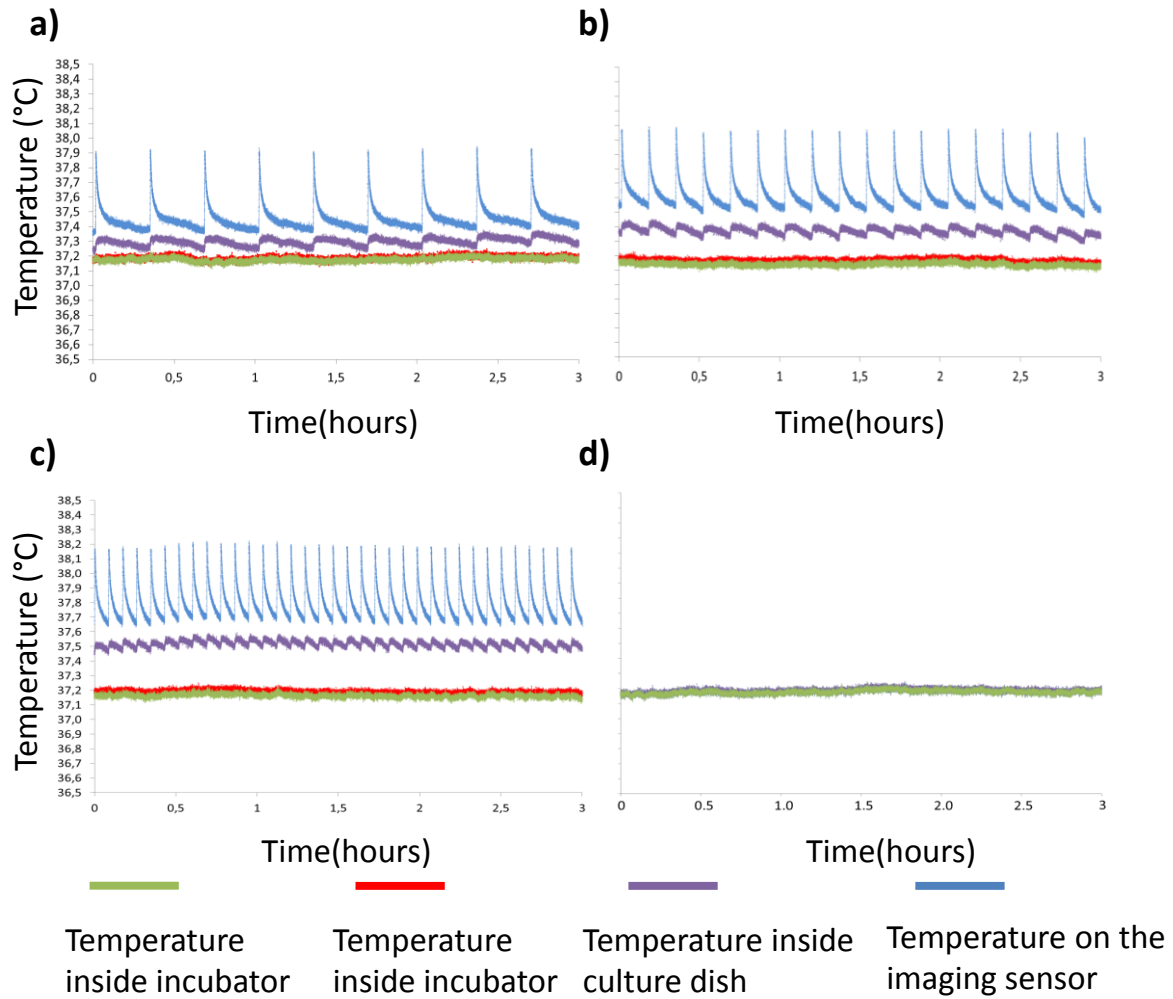 a)
b)
Temperature (°C)
38,5
38,4
38,3
38,2
38,1
38,0
37,9
37,8
37,7
37,6
37,5
37,4
37,3
37,2
37,1
37,0
36,9
36,8
36,7
36,6
36,5
0 0,5 1 1,5 2 2,5 3
0 0,5 1 1,5 2 2,5 3
Time(hours)
Time(hours)
c)
d)
Temperature (°C)
38,5
38,4
38,3
38,2
38,1
38,0
37,9
37,8
37,7
37,6
37,5
37,4
37,3
37,2
37,1
37,0
36,9
36,8
36,7
36,6
36,5
0 0,5 1 1,5 2 2,5 3
0 0.5 1.0 1.5 2.0 2.5 3
Time(hours)
Time(hours)
Temperature
inside incubator
Temperature
inside incubator
Temperature inside
culture dish
Temperature on the
imaging sensor